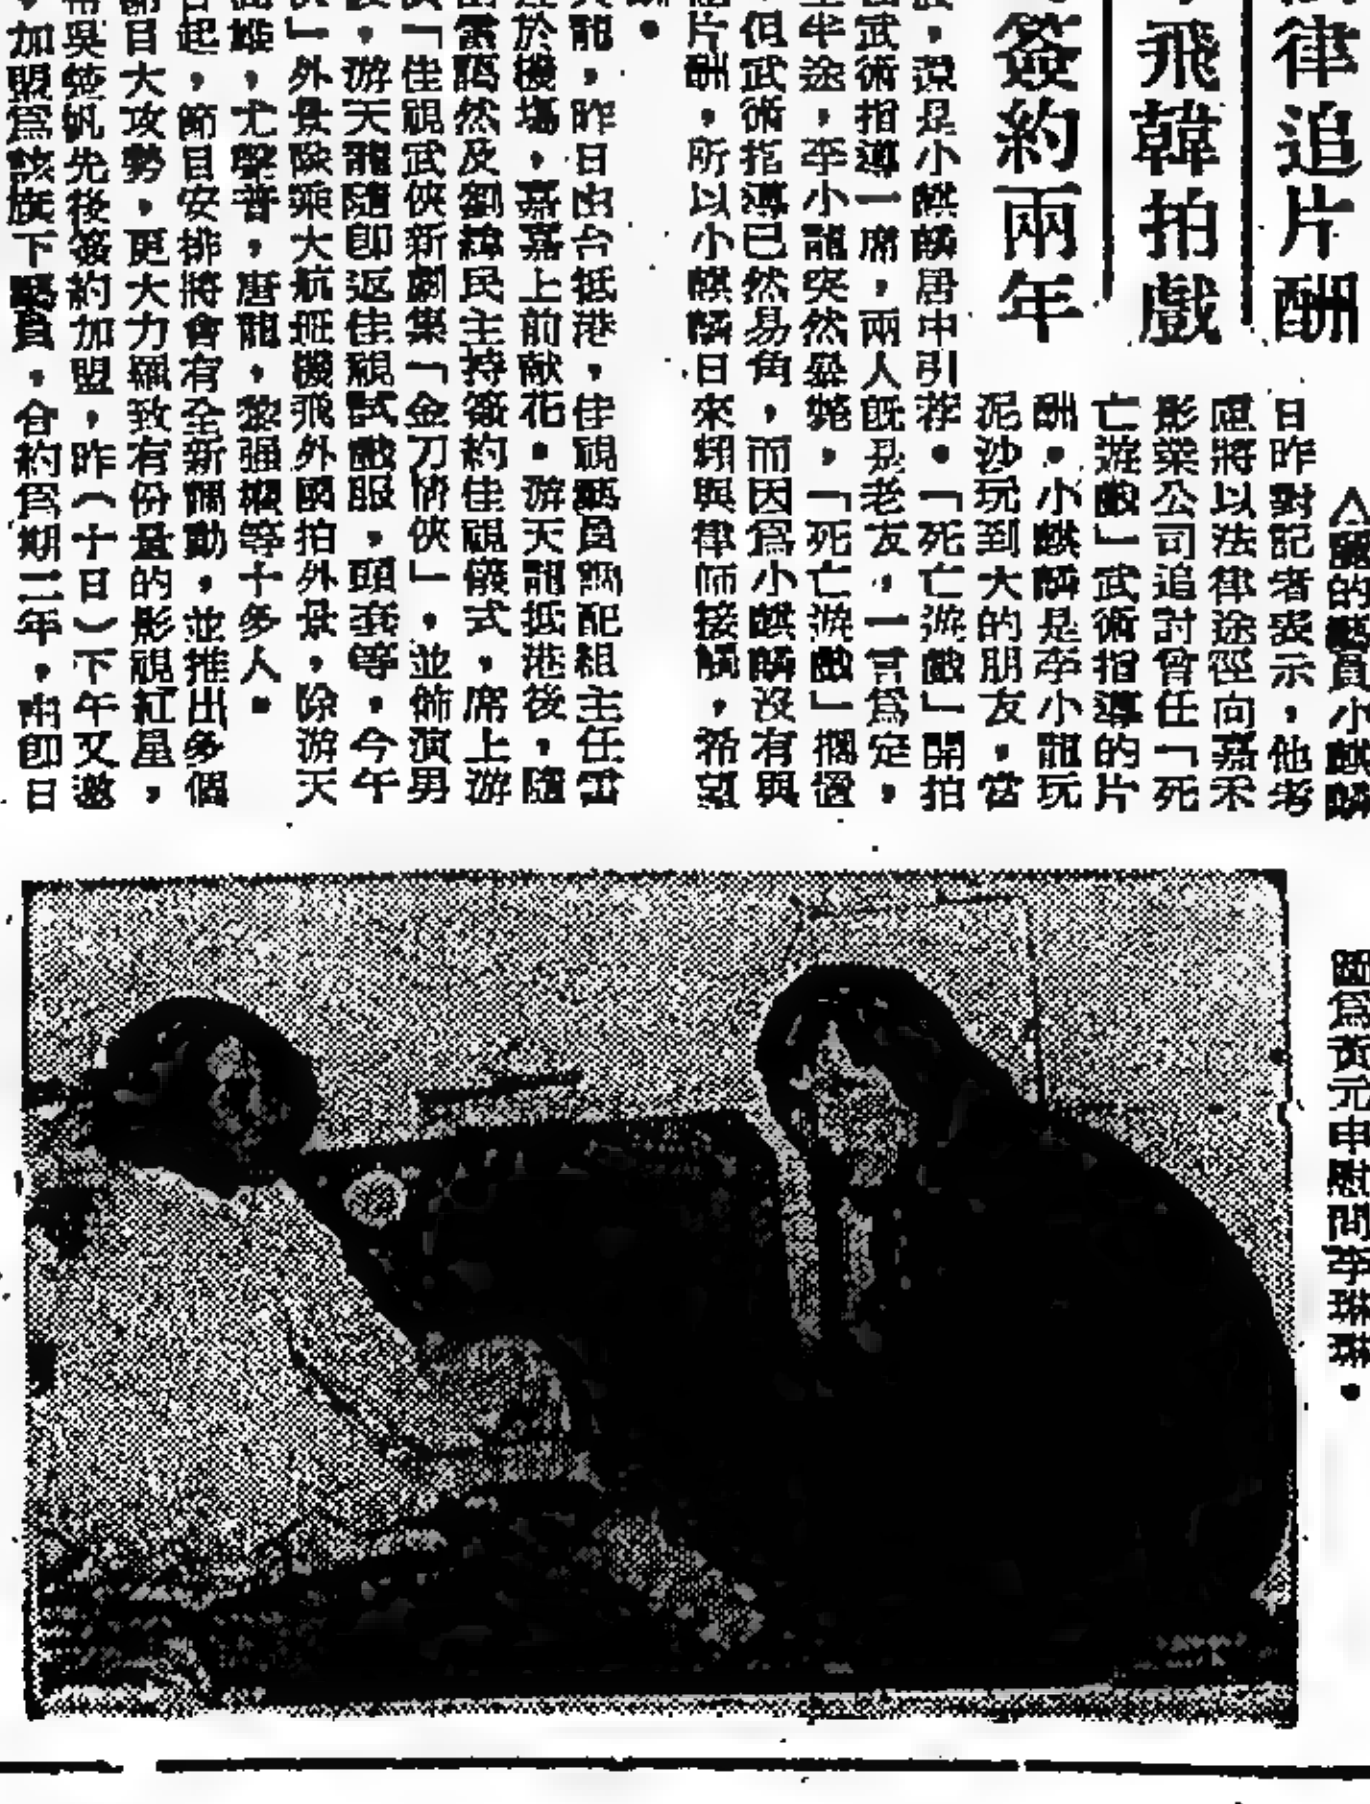 律追片酬
飛韓拍戲
簽約兩年
的藝員小麒麟
日昨對記者表示，他考
慮將以法律途徑向嘉禾
影業公司追討曾任「死
亡遊戲」武術指導的片
酬。小麒麟是李小龍玩
泥沙玩到大的朋友，當
，還是小麒麟居中引荐。「死亡遊戲」開拍
武術指導一席，兩人既是老友，一言為定，
半途，李小龍突然暴斃，「死亡遊戲」擱置
但武術指導已然易角，而因為小麒麟沒有與
片酬，所以小麒麟日來頻與律師接觸，希望
龍，昨日由台抵港，佳視藝員調配組主任雷
於機場，嘉嘉上前献花。游天龍抵港後，隨
雷藹然及劉緯民主持簽約佳視儀式，席上游
「佳視武俠新劇集「金刀情俠」，並飾演男
，游天龍隨即返佳視試戲服，頭套等，今午
」外景隊乘大航班機飛外國拍外景，除游天
雄，尤聲普，唐龍，黎强權等十多人。
起，節目安排將會有全新調動，並推出多個
目大攻勢，更大力羅致有份量的影視紅星，
吳楚帆先後簽約加盟，昨（十日）下午又邀
，加盟為該旗下藝員，合約為期二年，由即日
圖為黃元申慰問李琳琳。